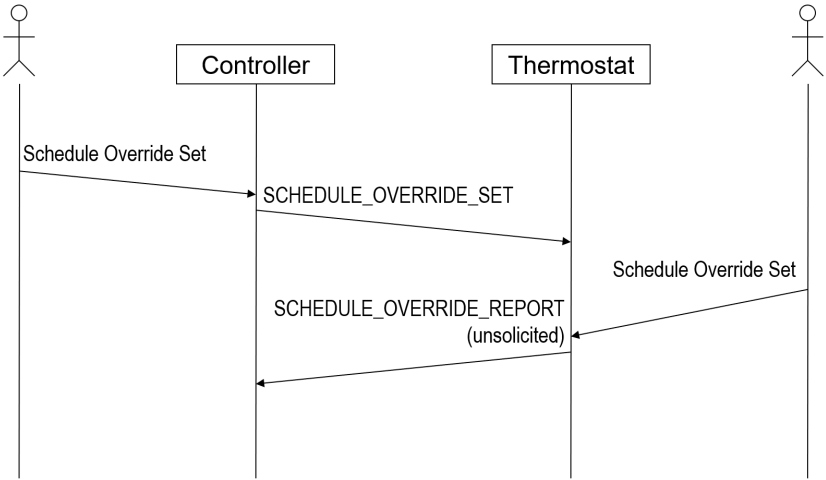 Controller
Thermostat
Schedule Override Set
SCHEDULE_OVERRIDE_SET
Schedule Override Set
SCHEDULE_OVERRIDE_REPORT
(unsolicited)